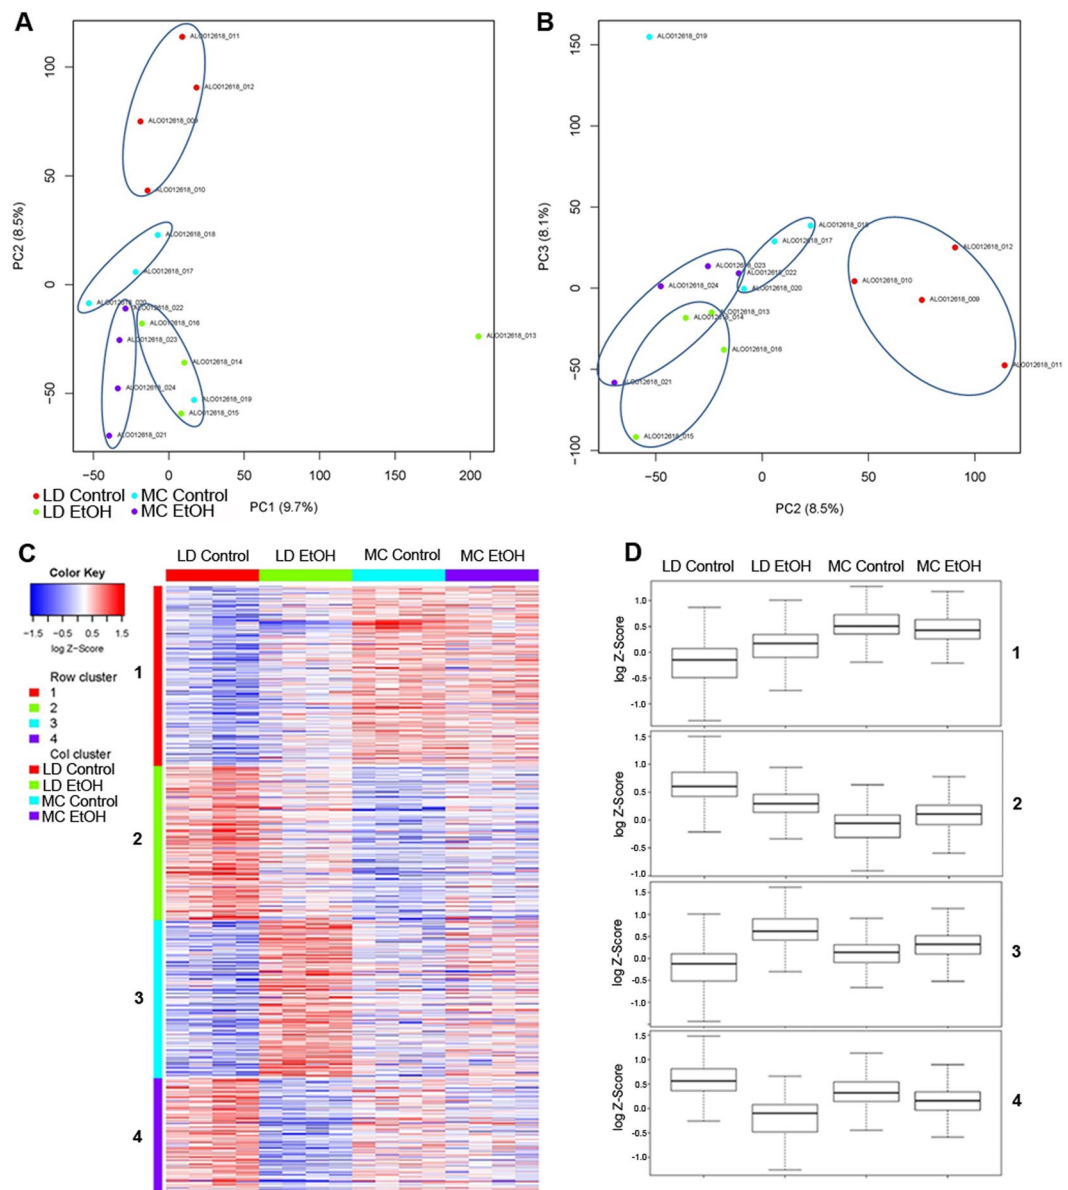 A
ALO012618_011
ALO012618_012
ALO012618_009
ALO012618_010
ALO012618_018
ALO012618_017
ALO012618_020
ALO012618_022
ALO012618_016
ALO012618_023
ALO012618_013
ALO012618_014
ALO012618_024
ALO012618_019
ALO012618_015
ALO012618_021
PC2 (8.5%)
100
50
0
−50
−50 0 50 100 150 200
PC1 (9.7%)
LD Control
MC Control
LD EtOH
MC EtOH
B
ALO012618_019
ALO012618_018
ALO012618_017
ALO012618_012
ALO012618_023
ALO012618_022
ALO012618_010
ALO012618_024
ALO012618_020
ALO012618_009
ALO012618_013
ALO012618_014
ALO012618_016
ALO012618_011
ALO012618_021
ALO012618_015
PC3 (8.1%)
150
100
50
0
−50
−100
−50 0 50 100
PC2 (8.5%)
C
LD Control LD EtOH MC Control MC EtOH
Color Key
−1.5 −0.5 0.5 1.5
log Z−Score
Row cluster
1
2
3
4
Col cluster
LD Control
LD EtOH
MC Control
MC EtOH
1
2
3
4
D
LD Control LD EtOH MC Control MC EtOH
log Z-Score
1.0
0.5
0.0
-0.5
-1.0
1
log Z-Score
1.5
1.0
0.5
0.0
-0.5
-1.0
2
log Z-Score
1.5
1.0
0.5
0.0
-0.5
-1.0
-1.5
3
log Z-Score
1.5
1.0
0.5
0.0
-0.5
-1.0
4